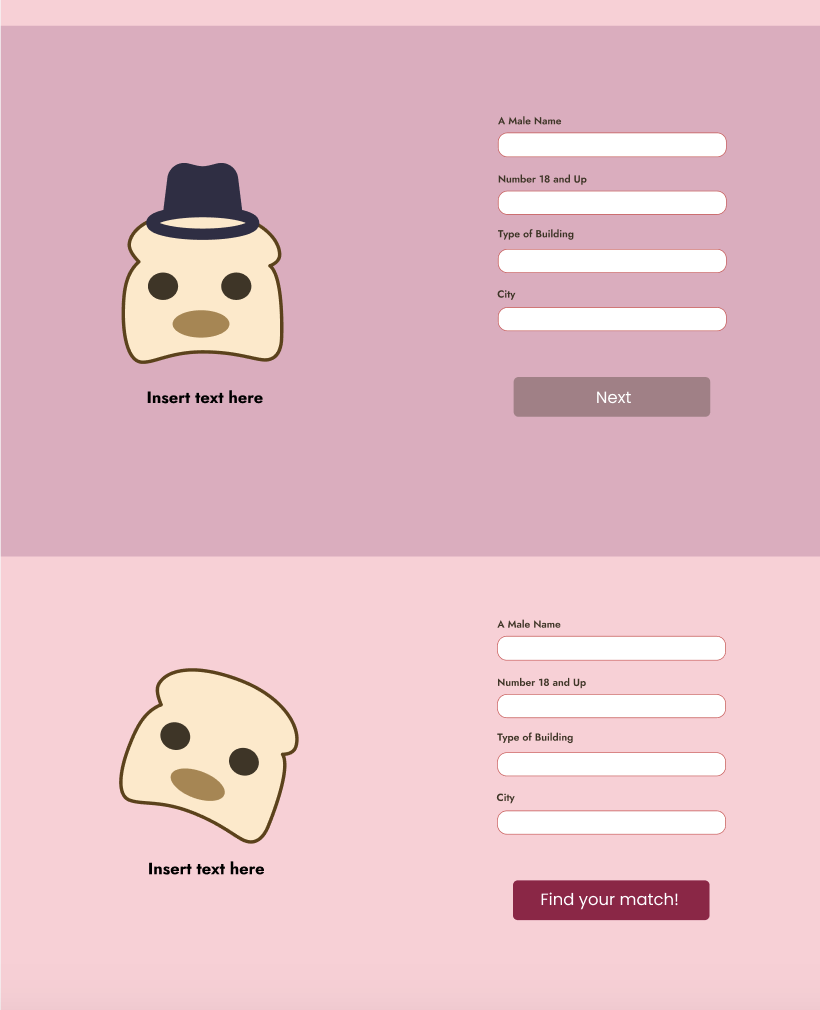 A Male Name
Number 18 and Up
Type of Building
City
Next
Insert text here
A Male Name
Number 18 and Up
Type of Building
City
Insert text here
Find your match!